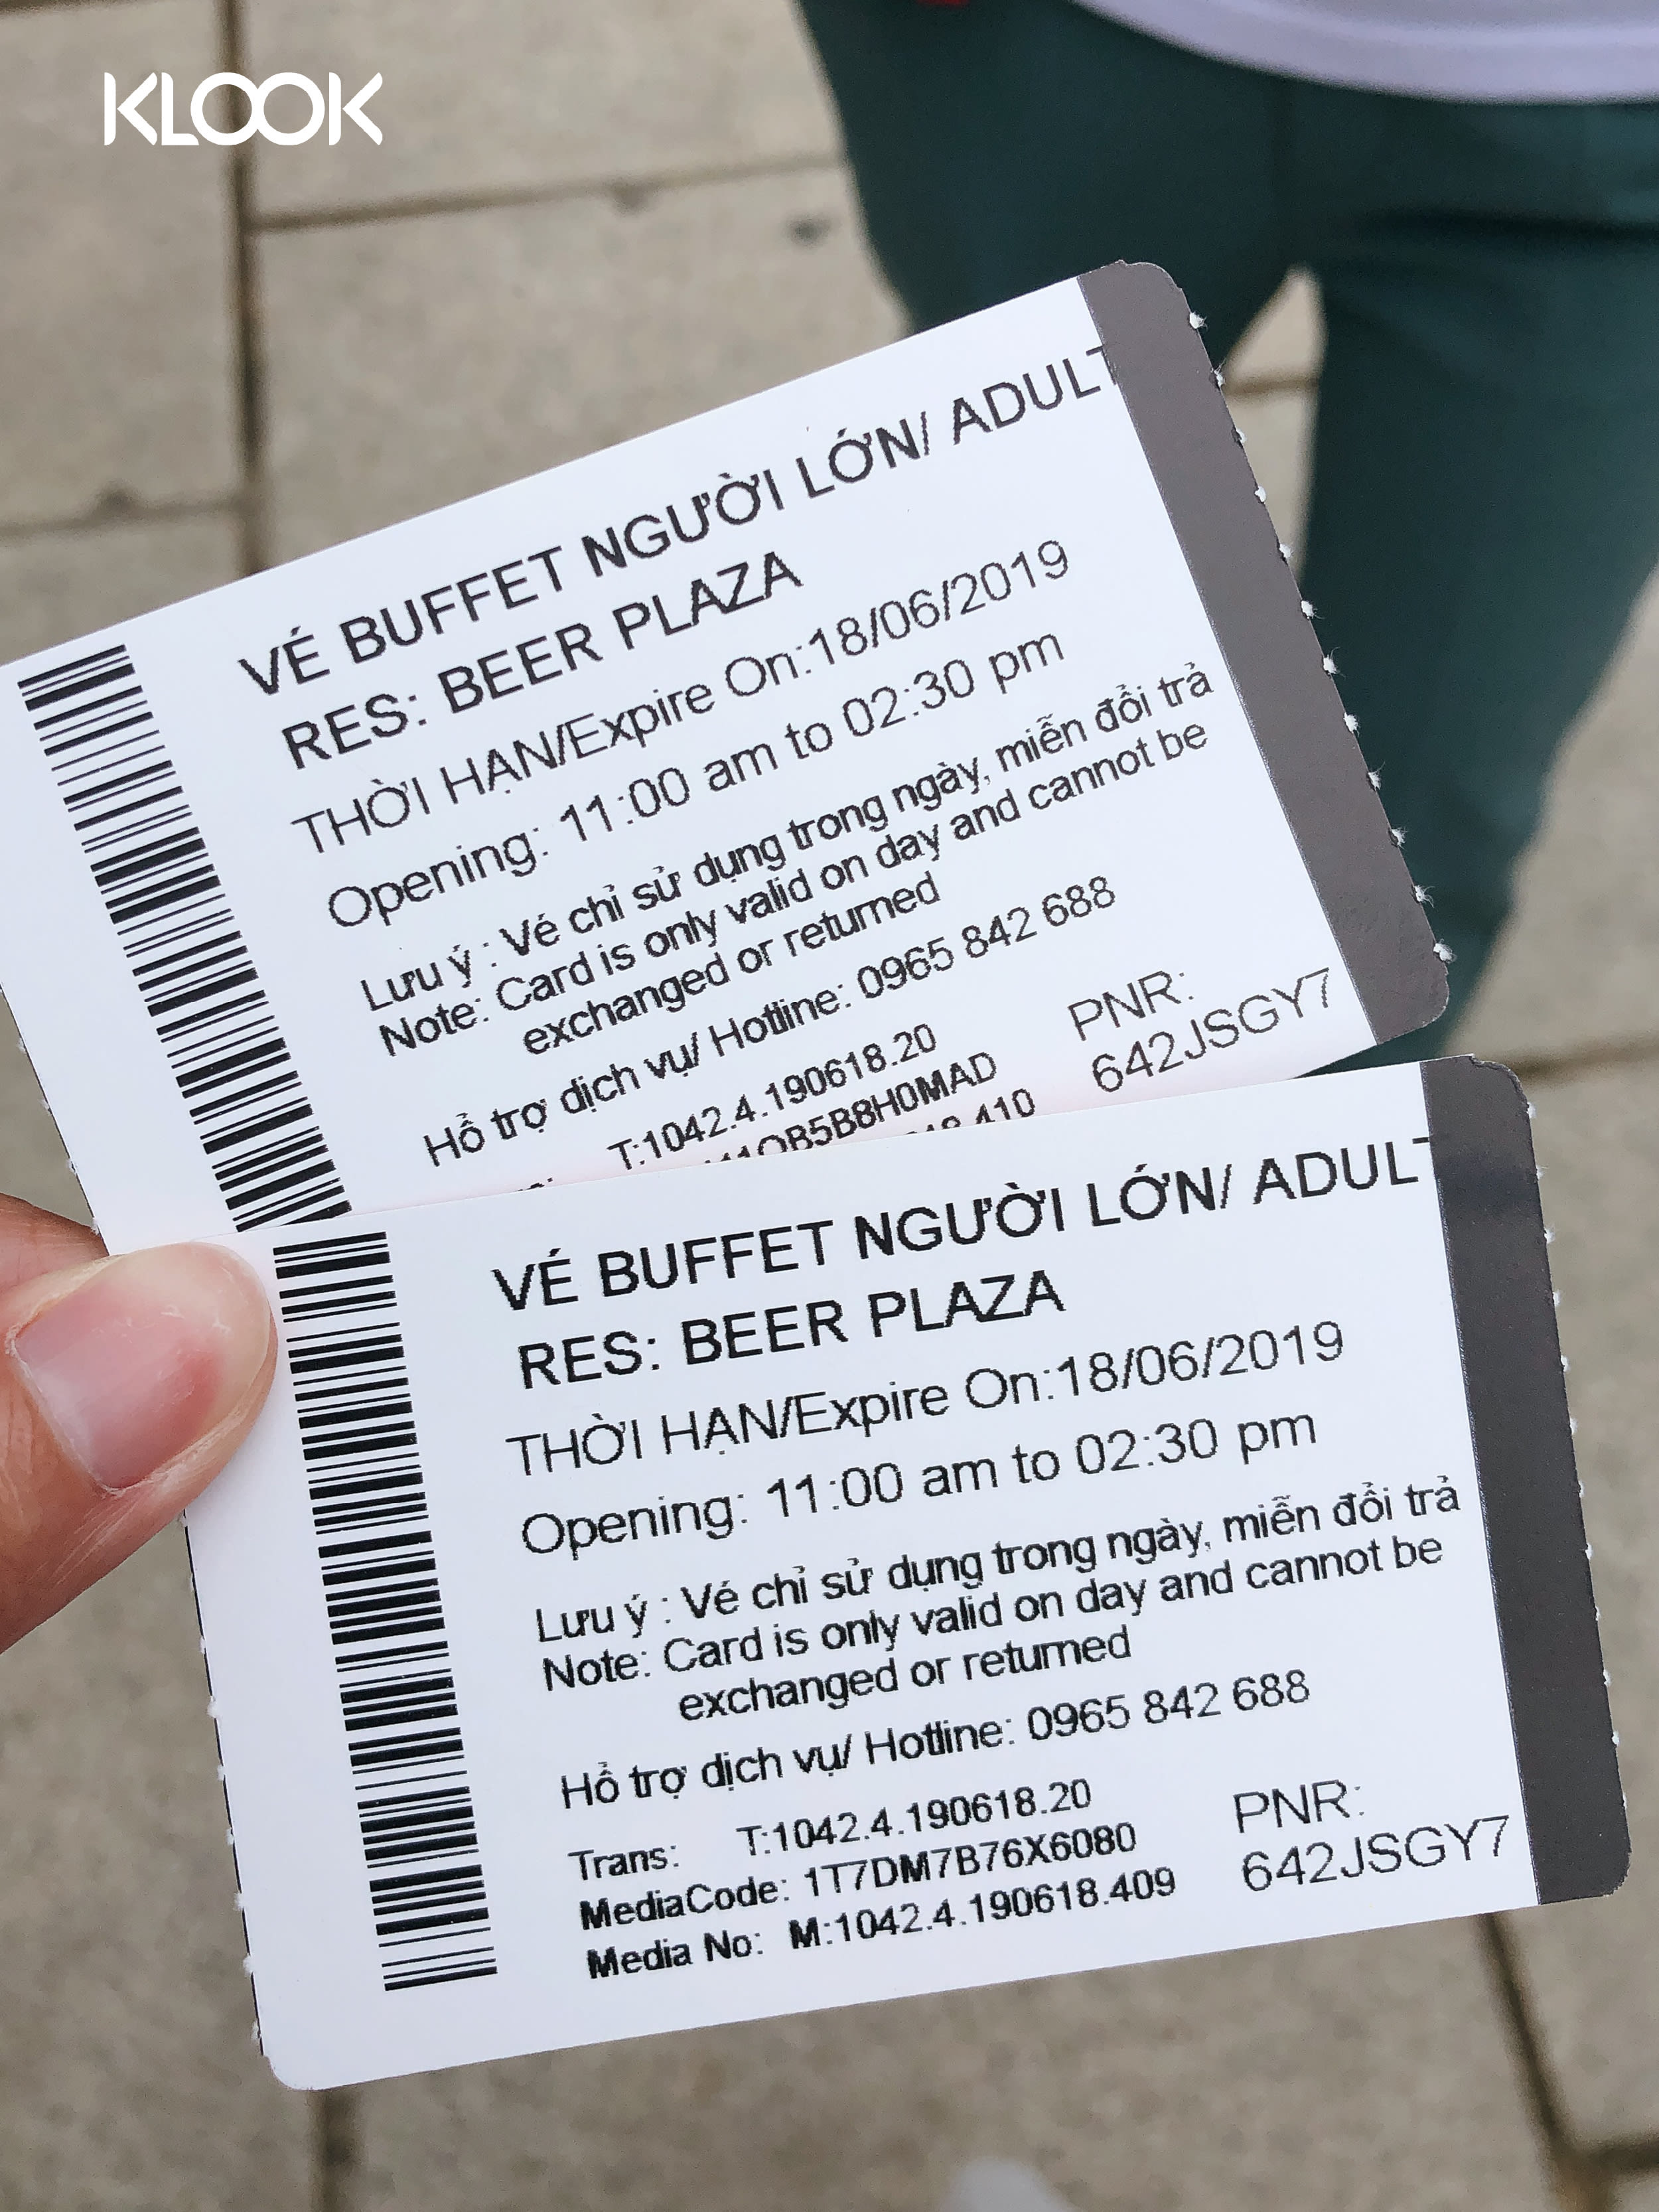 KLOOK
VÉ BUFFET NGƯỜI LỚN/ ADULT
RES: BEER PLAZA
THỜI HẠN/Expire On:18/06/2019
Opening: 11:00 am to 02:30 pm
Lưu ý : Vé chỉ sử dụng trong ngày, miễn đổi trả
Note: Card is only valid on day and cannot be
exchanged or returned
Hỗ trợ dịch vụ/ Hotline: 0965 842 688
T:1042.4.190618.20
PNR:
642JSGY7
VÉ BUFFET NGƯỜI LỚN/ ADULT
RES: BEER PLAZA
THỜI HẠN/Expire On:18/06/2019
Opening: 11:00 am to 02:30 pm
Lưu ý : Vé chỉ sử dụng trong ngày, miễn đổi trả
Note: Card is only valid on day and cannot be
exchanged or returned
Hỗ trợ dịch vụ/ Hotline: 0965 842 688
Trans: T:1042.4.190618.20
MediaCode: 1T7DM7B76X6080
Media No: M:1042.4.190618.409
PNR:
642JSGY7